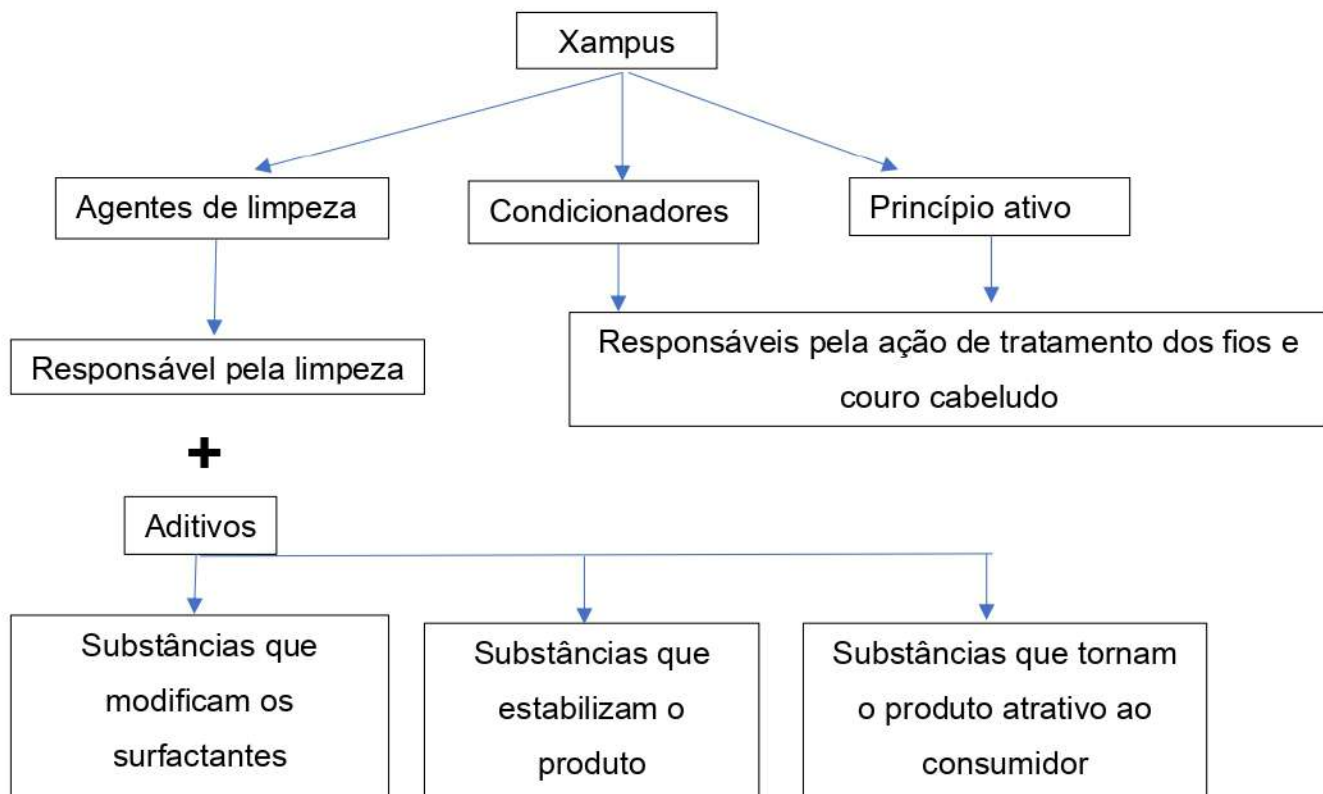 Xampus
Agentes de limpeza
Condicionadores
Princípio ativo
Responsável pela limpeza
Responsáveis pela ação de tratamento dos fios e
couro cabeludo
+
Aditivos
Substâncias que
modificam os
surfactantes
Substâncias que
estabilizam o
produto
Substâncias que tornam
o produto atrativo ao
consumidor